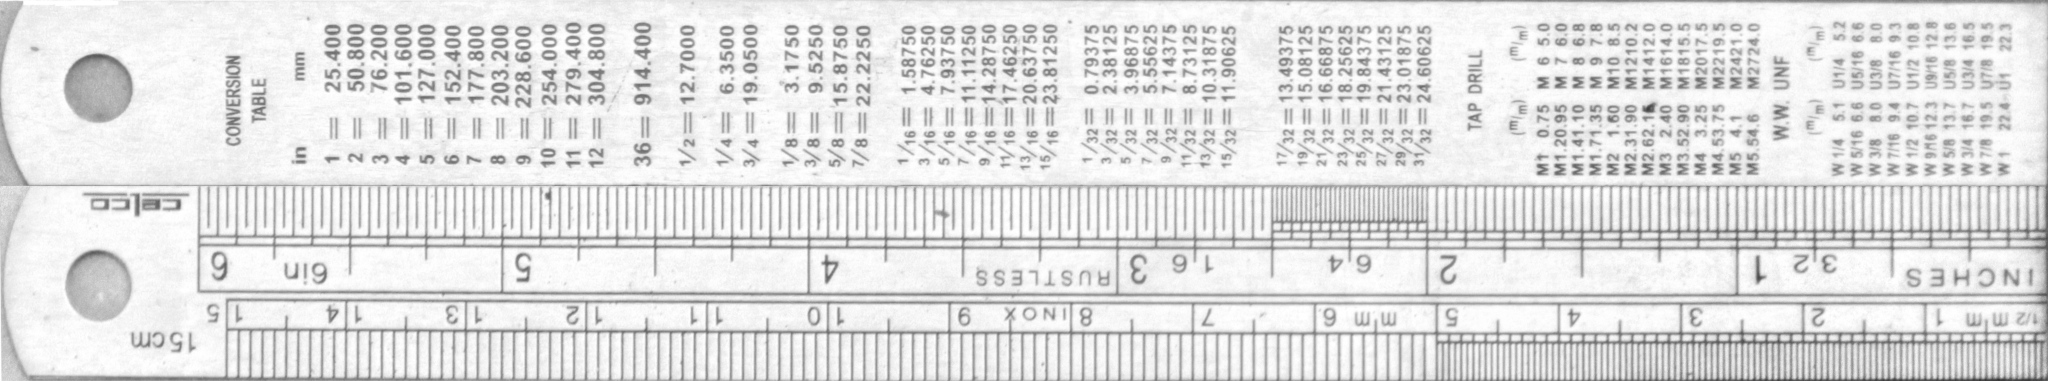 CONVERSION
TABLE
in mm
1 = 25.400
2 = 50.800
3 = 76.200
4 = 101.600
5 = 127.000
6 = 152.400
7 = 177.800
8 = 203.200
9 = 228.600
10 = 254.000
11 = 279.400
12 = 304.800
36 = 914.400
1/2 = 12.7000
1/4 = 6.3500
3/4 = 19.0500
1/8 = 3.1750
3/8 = 9.5250
5/8 = 15.8750
7/8 = 22.2250
1/16 = 1.58750
3/16 = 4.76250
5/16 = 7.93750
7/16 = 11.11250
9/16 = 14.28750
11/16 = 17.46250
13/16 = 20.63750
15/16 = 23.81250
1/32 = 0.79375
3/32 = 2.38125
5/32 = 3.96875
7/32 = 5.55625
9/32 = 7.14375
11/32 = 8.73125
13/32 = 10.31875
15/32 = 11.90625
17/32 = 13.49375
19/32 = 15.08125
21/32 = 16.66875
23/32 = 18.25625
25/32 = 19.84375
27/32 = 21.43125
29/32 = 23.01875
31/32 = 24.60625
TAP DRILL
(m/m) (m/m)
M1 0.75 M 6 5.0
M1.2 0.95 M 7 6.0
M1.4 1.10 M 8 6.8
M1.7 1.35 M 9 7.8
M2 1.60 M10 8.5
M2.3 1.90 M12 10.2
M2.6 2.15 M14 12.0
M3 2.40 M16 14.0
M3.5 2.90 M18 15.5
M4 3.25 M20 17.5
M4.5 3.75 M22 19.5
M5 4.1 M24 21.0
M5.5 4.6 M27 24.0
W.W. UNF
(m/m) (m/m)
W 1/4 5.1 U1/4 5.2
W 5/16 6.6 U5/16 6.6
W 3/8 8.0 U3/8 8.0
W 7/16 9.4 U7/16 9.3
W 1/2 10.7 U1/2 10.8
W 9/16 12.3 U9/16 12.8
W 5/8 13.7 U5/8 13.6
W 3/4 16.7 U3/4 16.5
W 7/8 19.5 U7/8 19.5
W 1 22.4 U1 22.3
1/2 m/m 1 2 3 4 5 m/m 6 7 8 INOX 9 10 11 12 13 14 15
15cm
INCHES 32 1 2 64 16 3 RUSTLESS 4 5 6in 6
celco